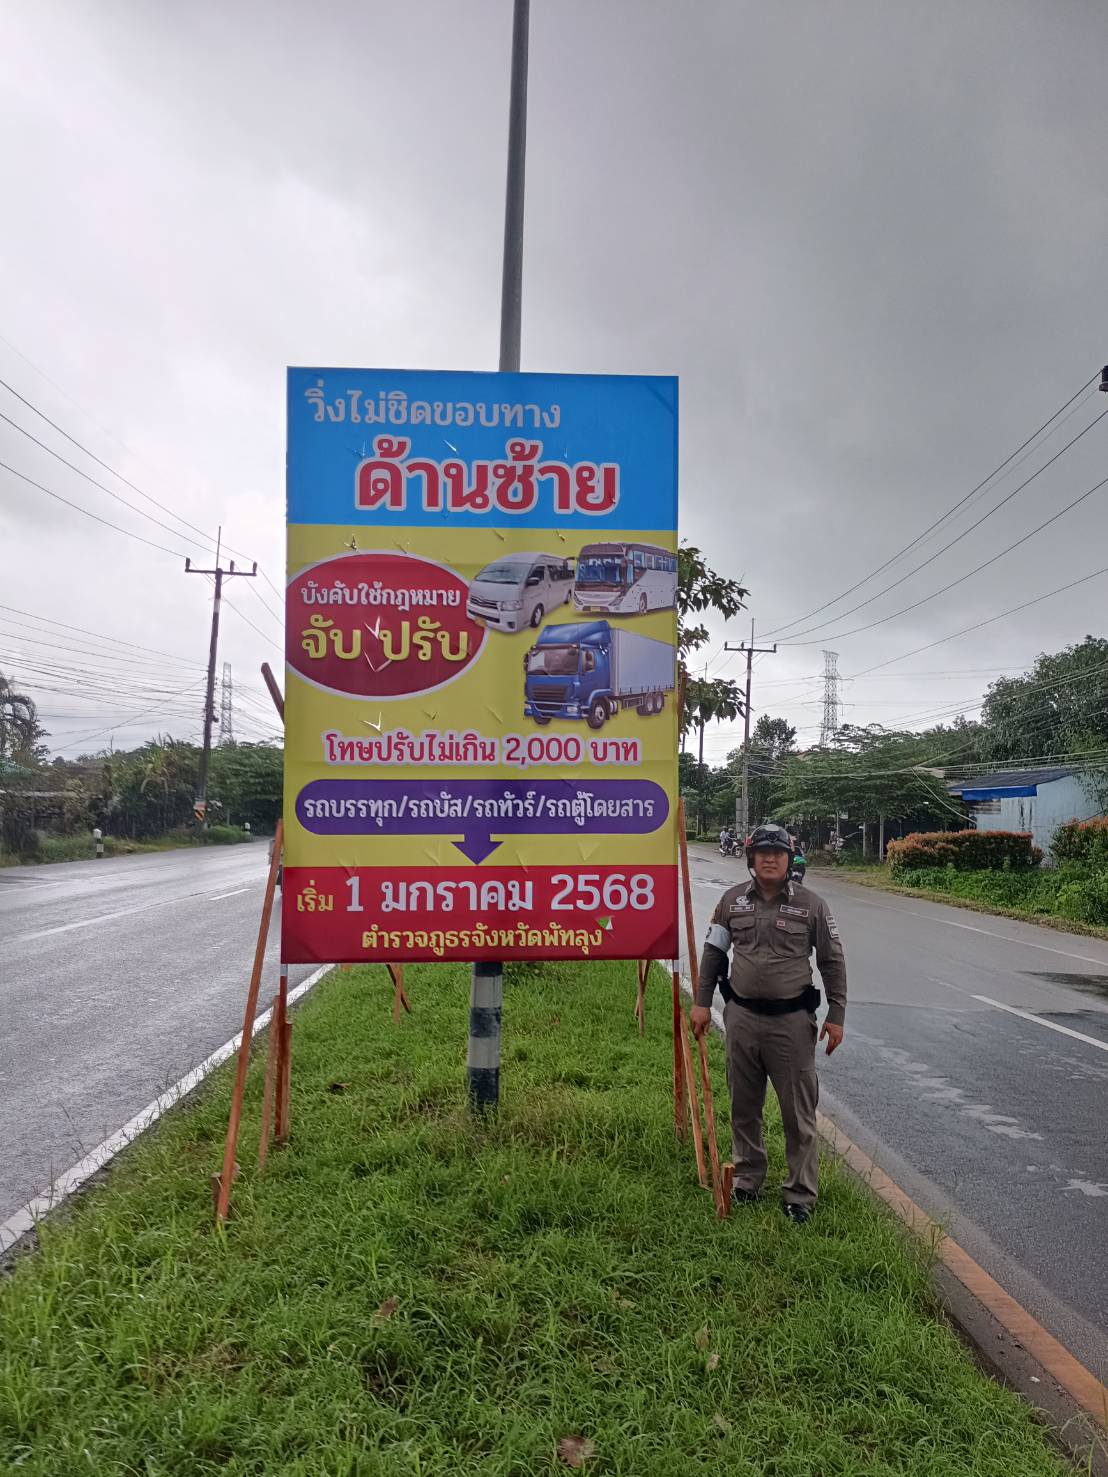 วิ่งไม่ชิดขอบทาง
ด้านซ้าย
บังคับใช้กฎหมาย
จับ ปรับ
โทษปรับไม่เกิน 2,000 บาท
รถบรรทุก/รถบัส/รถทัวร์/รถตู้โดยสาร
เริ่ม 1 มกราคม 2568
ตำรวจภูธรจังหวัดพัทลุง